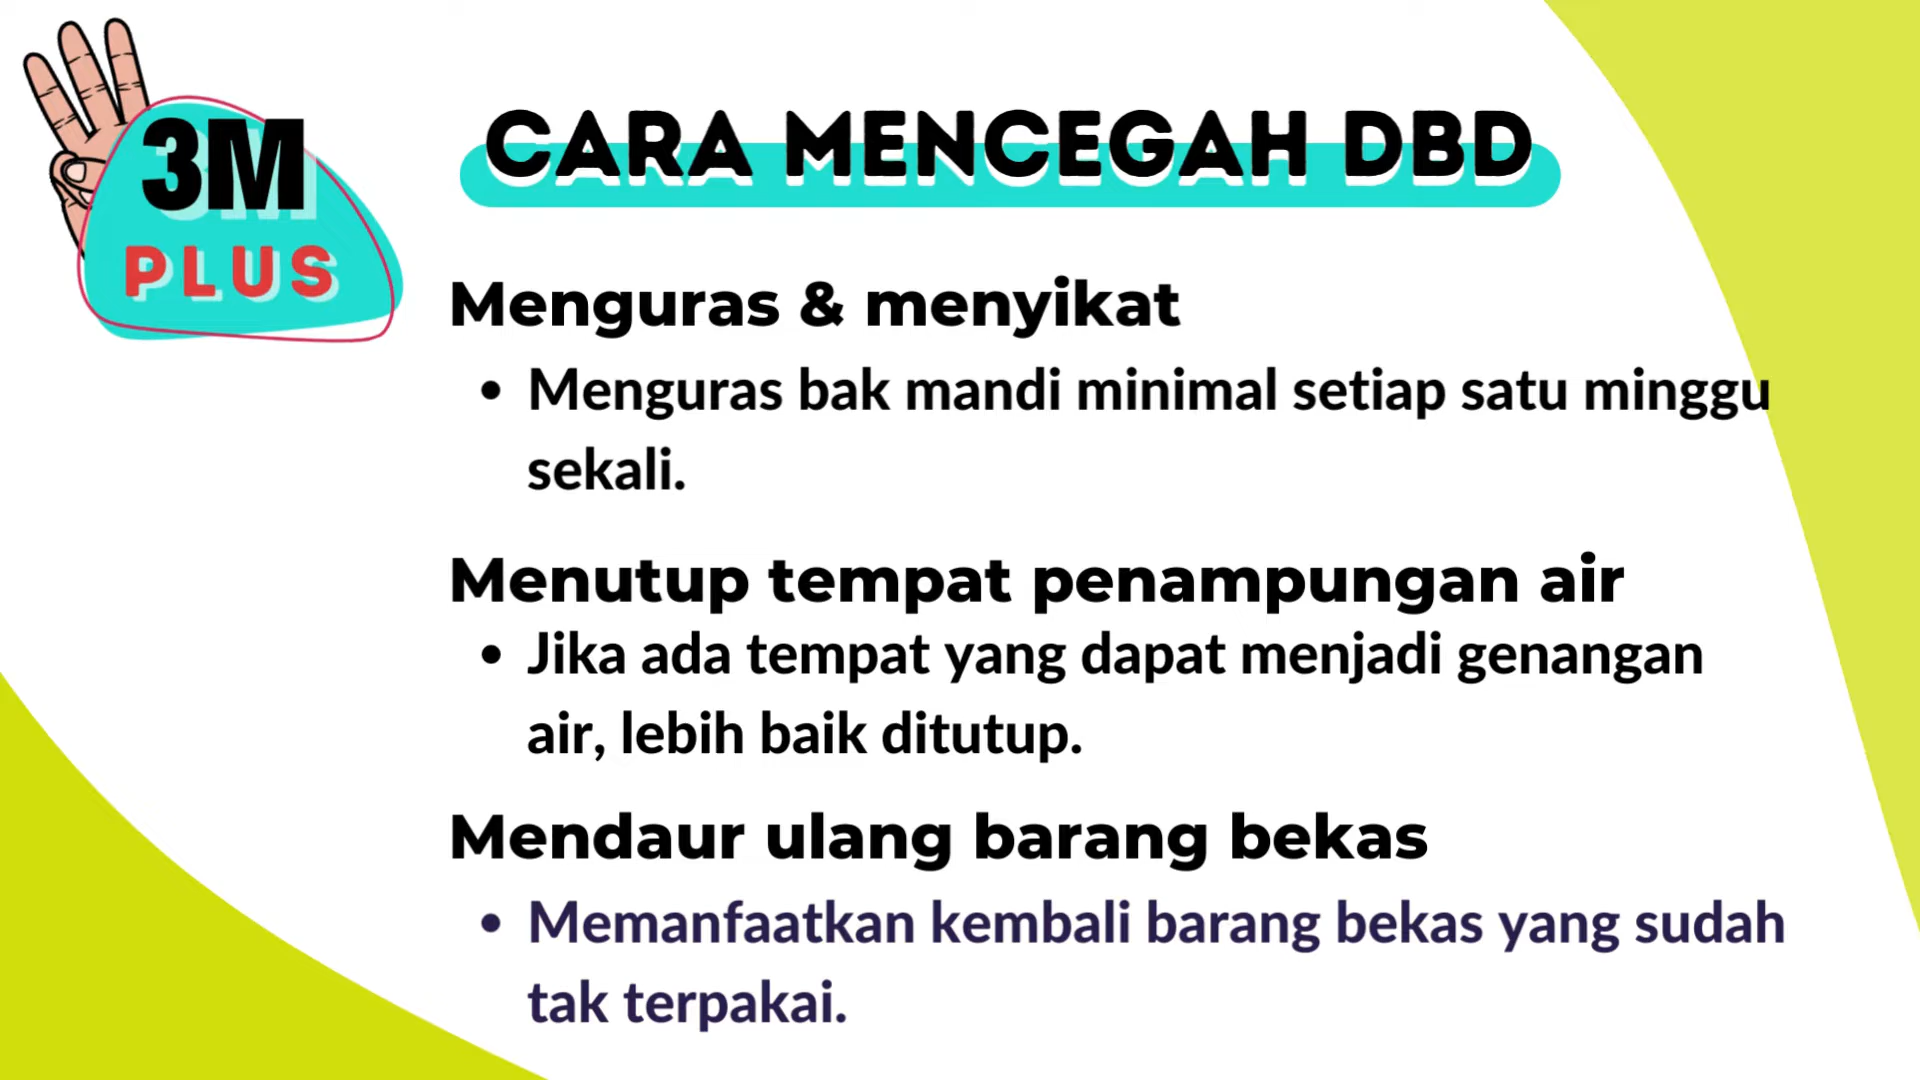 3M
PLUS
CARA MENCEGAH DBD
Menguras & menyikat
• Menguras bak mandi minimal setiap satu minggu
sekali.
Menutup tempat penampungan air
• Jika ada tempat yang dapat menjadi genangan
air, lebih baik ditutup.
Mendaur ulang barang bekas
• Memanfaatkan kembali barang bekas yang sudah
tak terpakai.